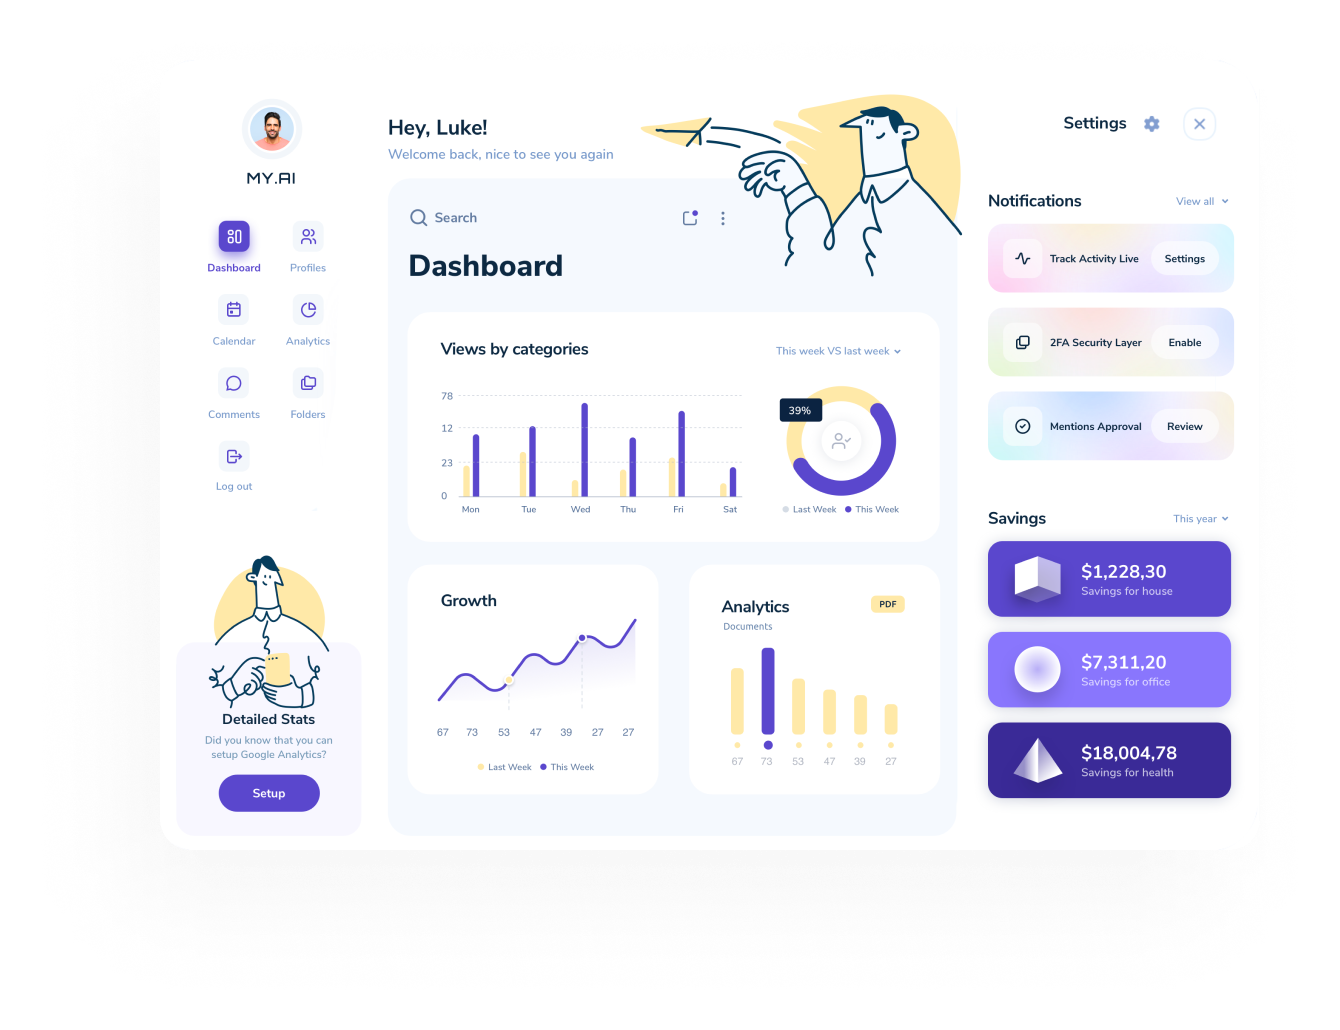 MY.AI
Dashboard
Profiles
Calendar
Analytics
Comments
Folders
Log out
Detailed Stats
Did you know that you can
setup Google Analytics?
Setup
Hey, Luke!
Welcome back, nice to see you again
Search
Dashboard
Views by categories
This week VS last week
78
12
23
0
Mon Tue Wed Thu Fri Sat
39%
Last Week This Week
Growth
67 73 53 47 39 27 27
Last Week This Week
Analytics
Documents
PDF
67 73 53 47 39 27
Settings
Notifications
View all
Track Activity Live
Settings
2FA Security Layer
Enable
Mentions Approval
Review
Savings
This year
$1,228,30
Savings for house
$7,311,20
Savings for office
$18,004,78
Savings for health